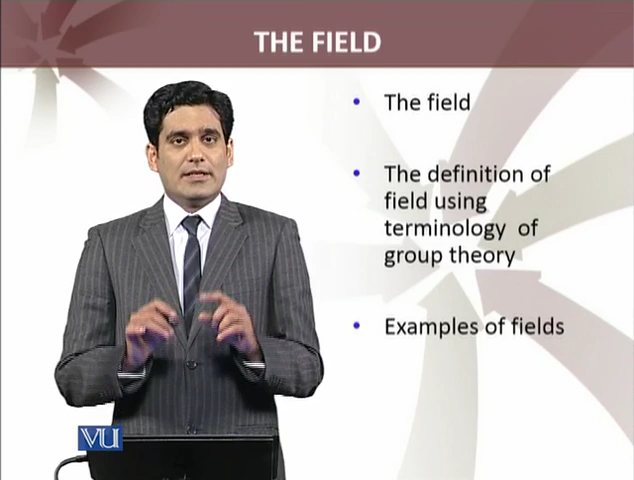 THE FIELD
• The field
• The definition of
field using
terminology of
group theory
• Examples of fields
VU